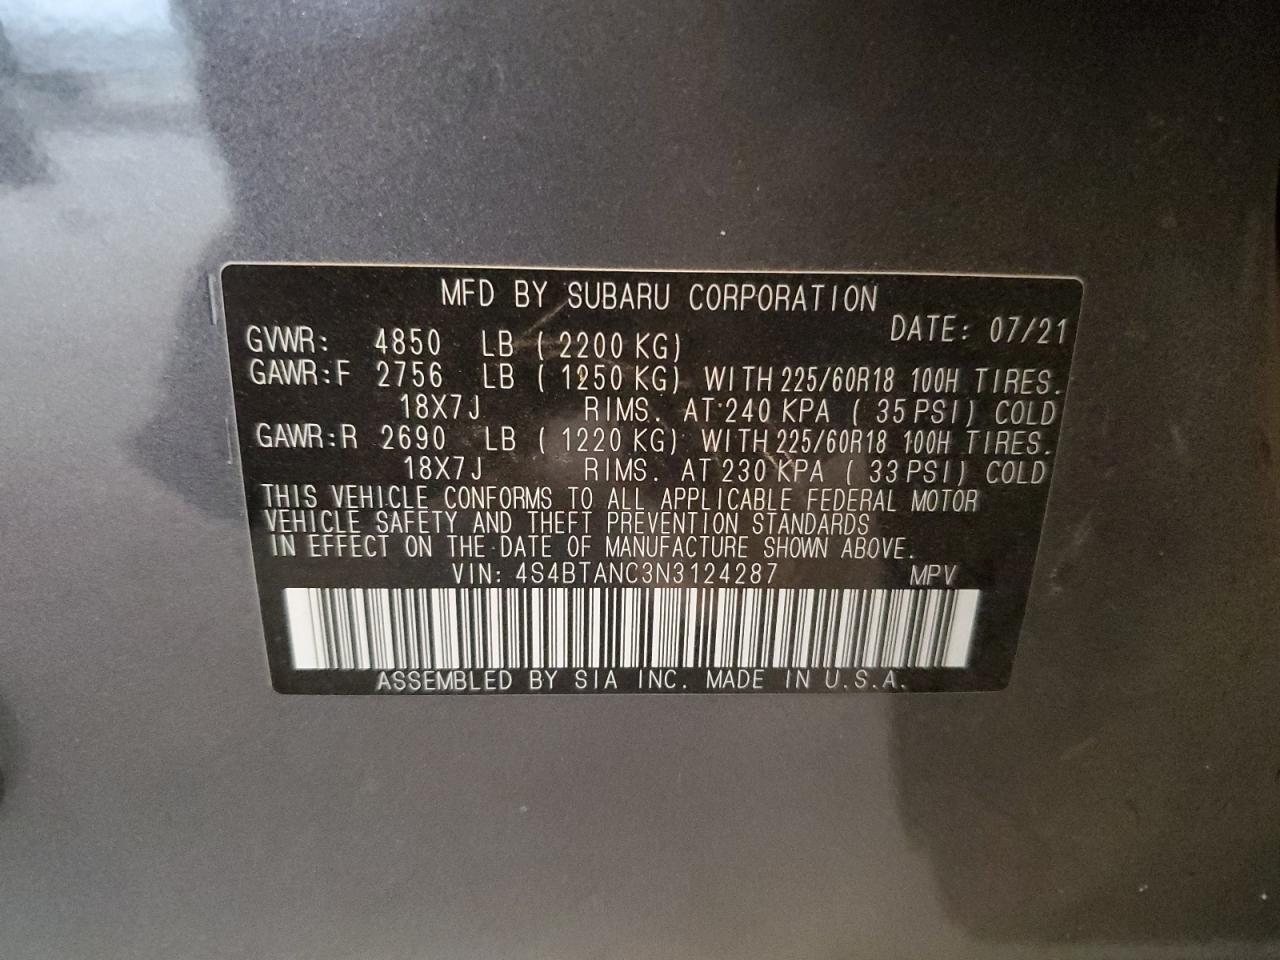 MFD BY SUBARU CORPORATION
DATE: 07/21
GVWR: 4850 LB ( 2200 KG)
GAWR:F 2756 LB ( 1250 KG) WITH 225/60R18 100H TIRES.
18X7J RIMS. AT 240 KPA ( 35 PSI) COLD
GAWR:R 2690 LB ( 1220 KG) WITH 225/60R18 100H TIRES.
18X7J RIMS. AT 230 KPA ( 33 PSI) COLD
THIS VEHICLE CONFORMS TO ALL APPLICABLE FEDERAL MOTOR
VEHICLE SAFETY AND THEFT PREVENTION STANDARDS
IN EFFECT ON THE DATE OF MANUFACTURE SHOWN ABOVE.
VIN: 4S4BTANC3N3124287 MPV
ASSEMBLED BY SIA INC. MADE IN U.S.A.